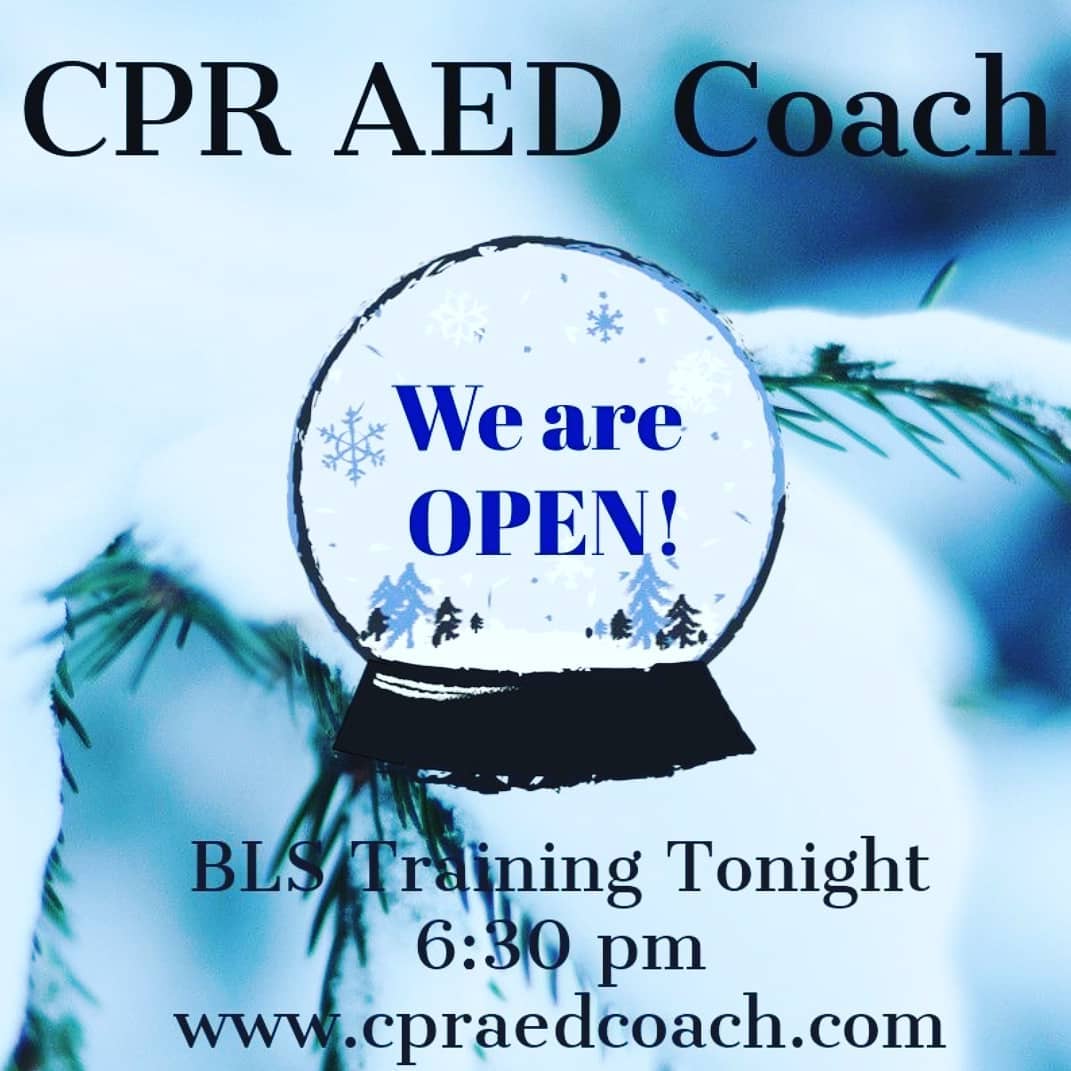 CPR AED Coach
We are
OPEN!
BLS Training Tonight
6:30 pm
www.cpraedcoach.com